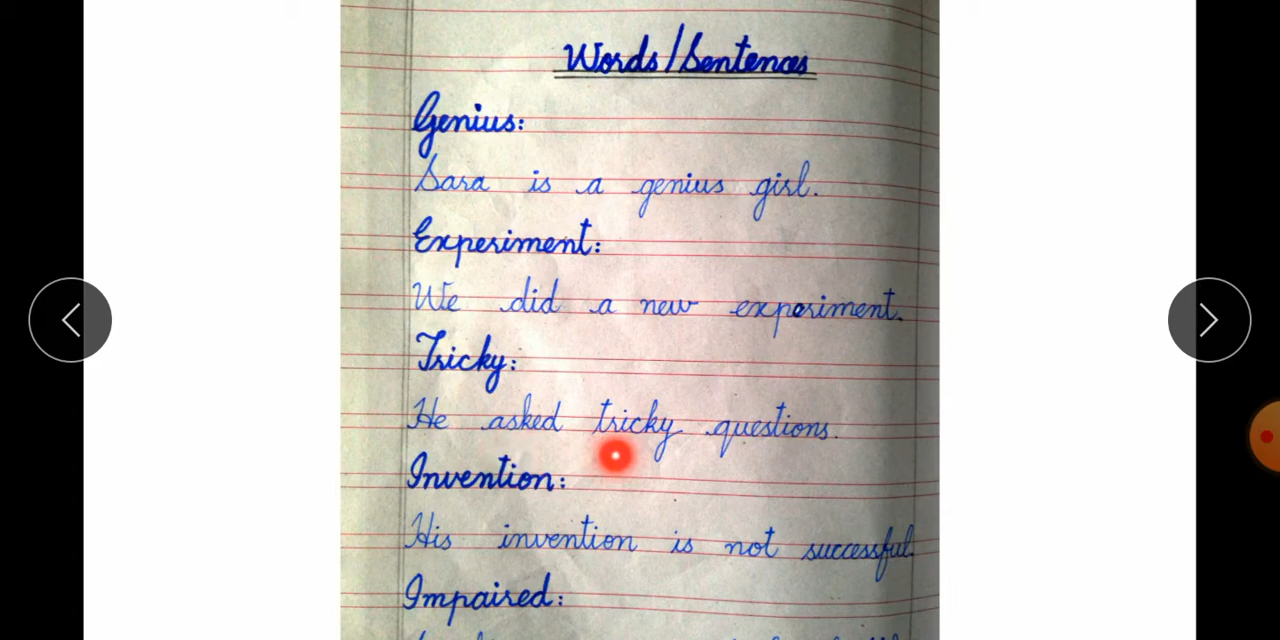 Words/Sentences
Genius:
Sara is a genius girl.
Experiment:
We did a new experiment.
Tricky:
He asked tricky questions.
Invention:
His invention is not successful.
Impaired: